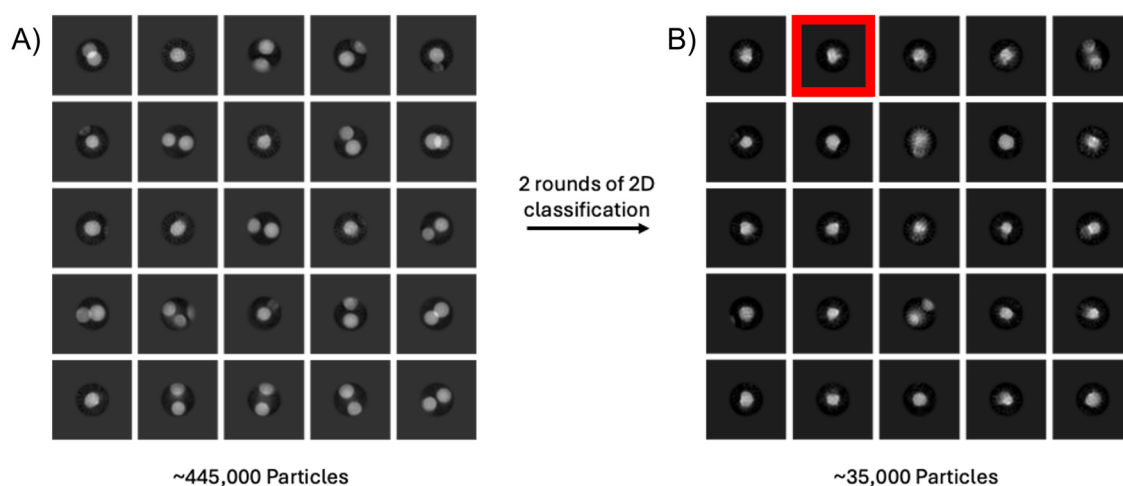 A)
B)
2 rounds of 2D
classification
~445,000 Particles
~35,000 Particles